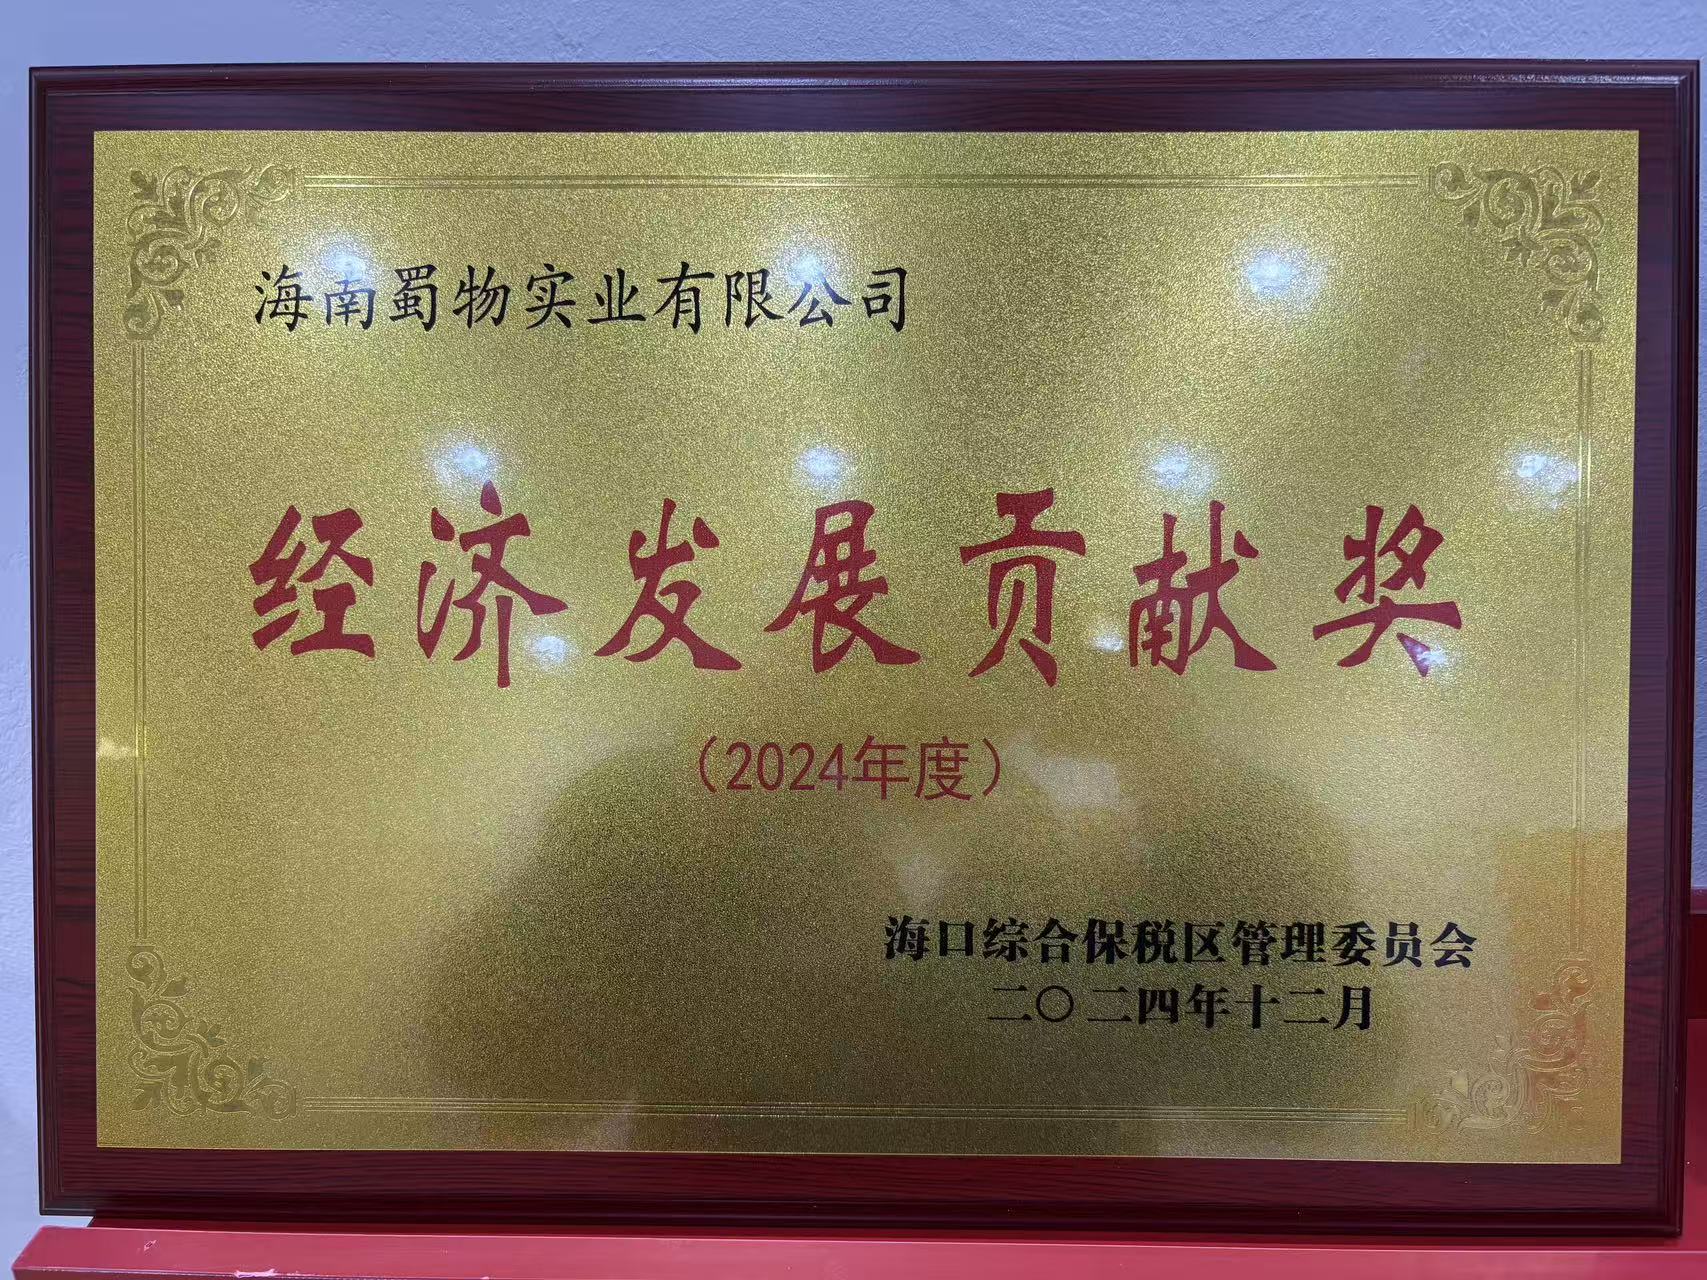 海南蜀物实业有限公司
经济发展贡献奖
（2024年度）
海口综合保税区管理委员会
二〇二四年十二月